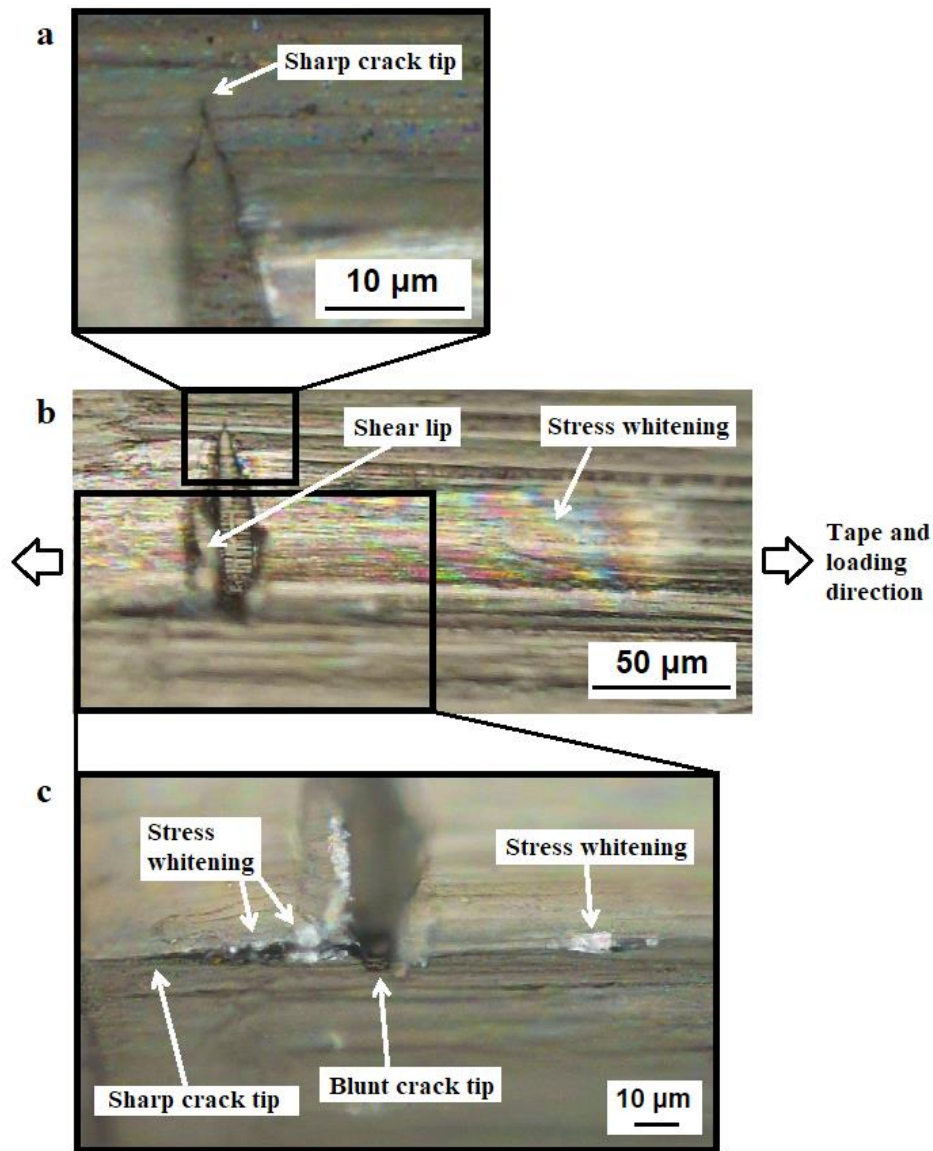 a
Sharp crack tip
10 µm
b
Shear lip
Stress whitening
Tape and
loading
direction
50 µm
c
Stress
whitening
Stress whitening
Sharp crack tip
Blunt crack tip
10 µm